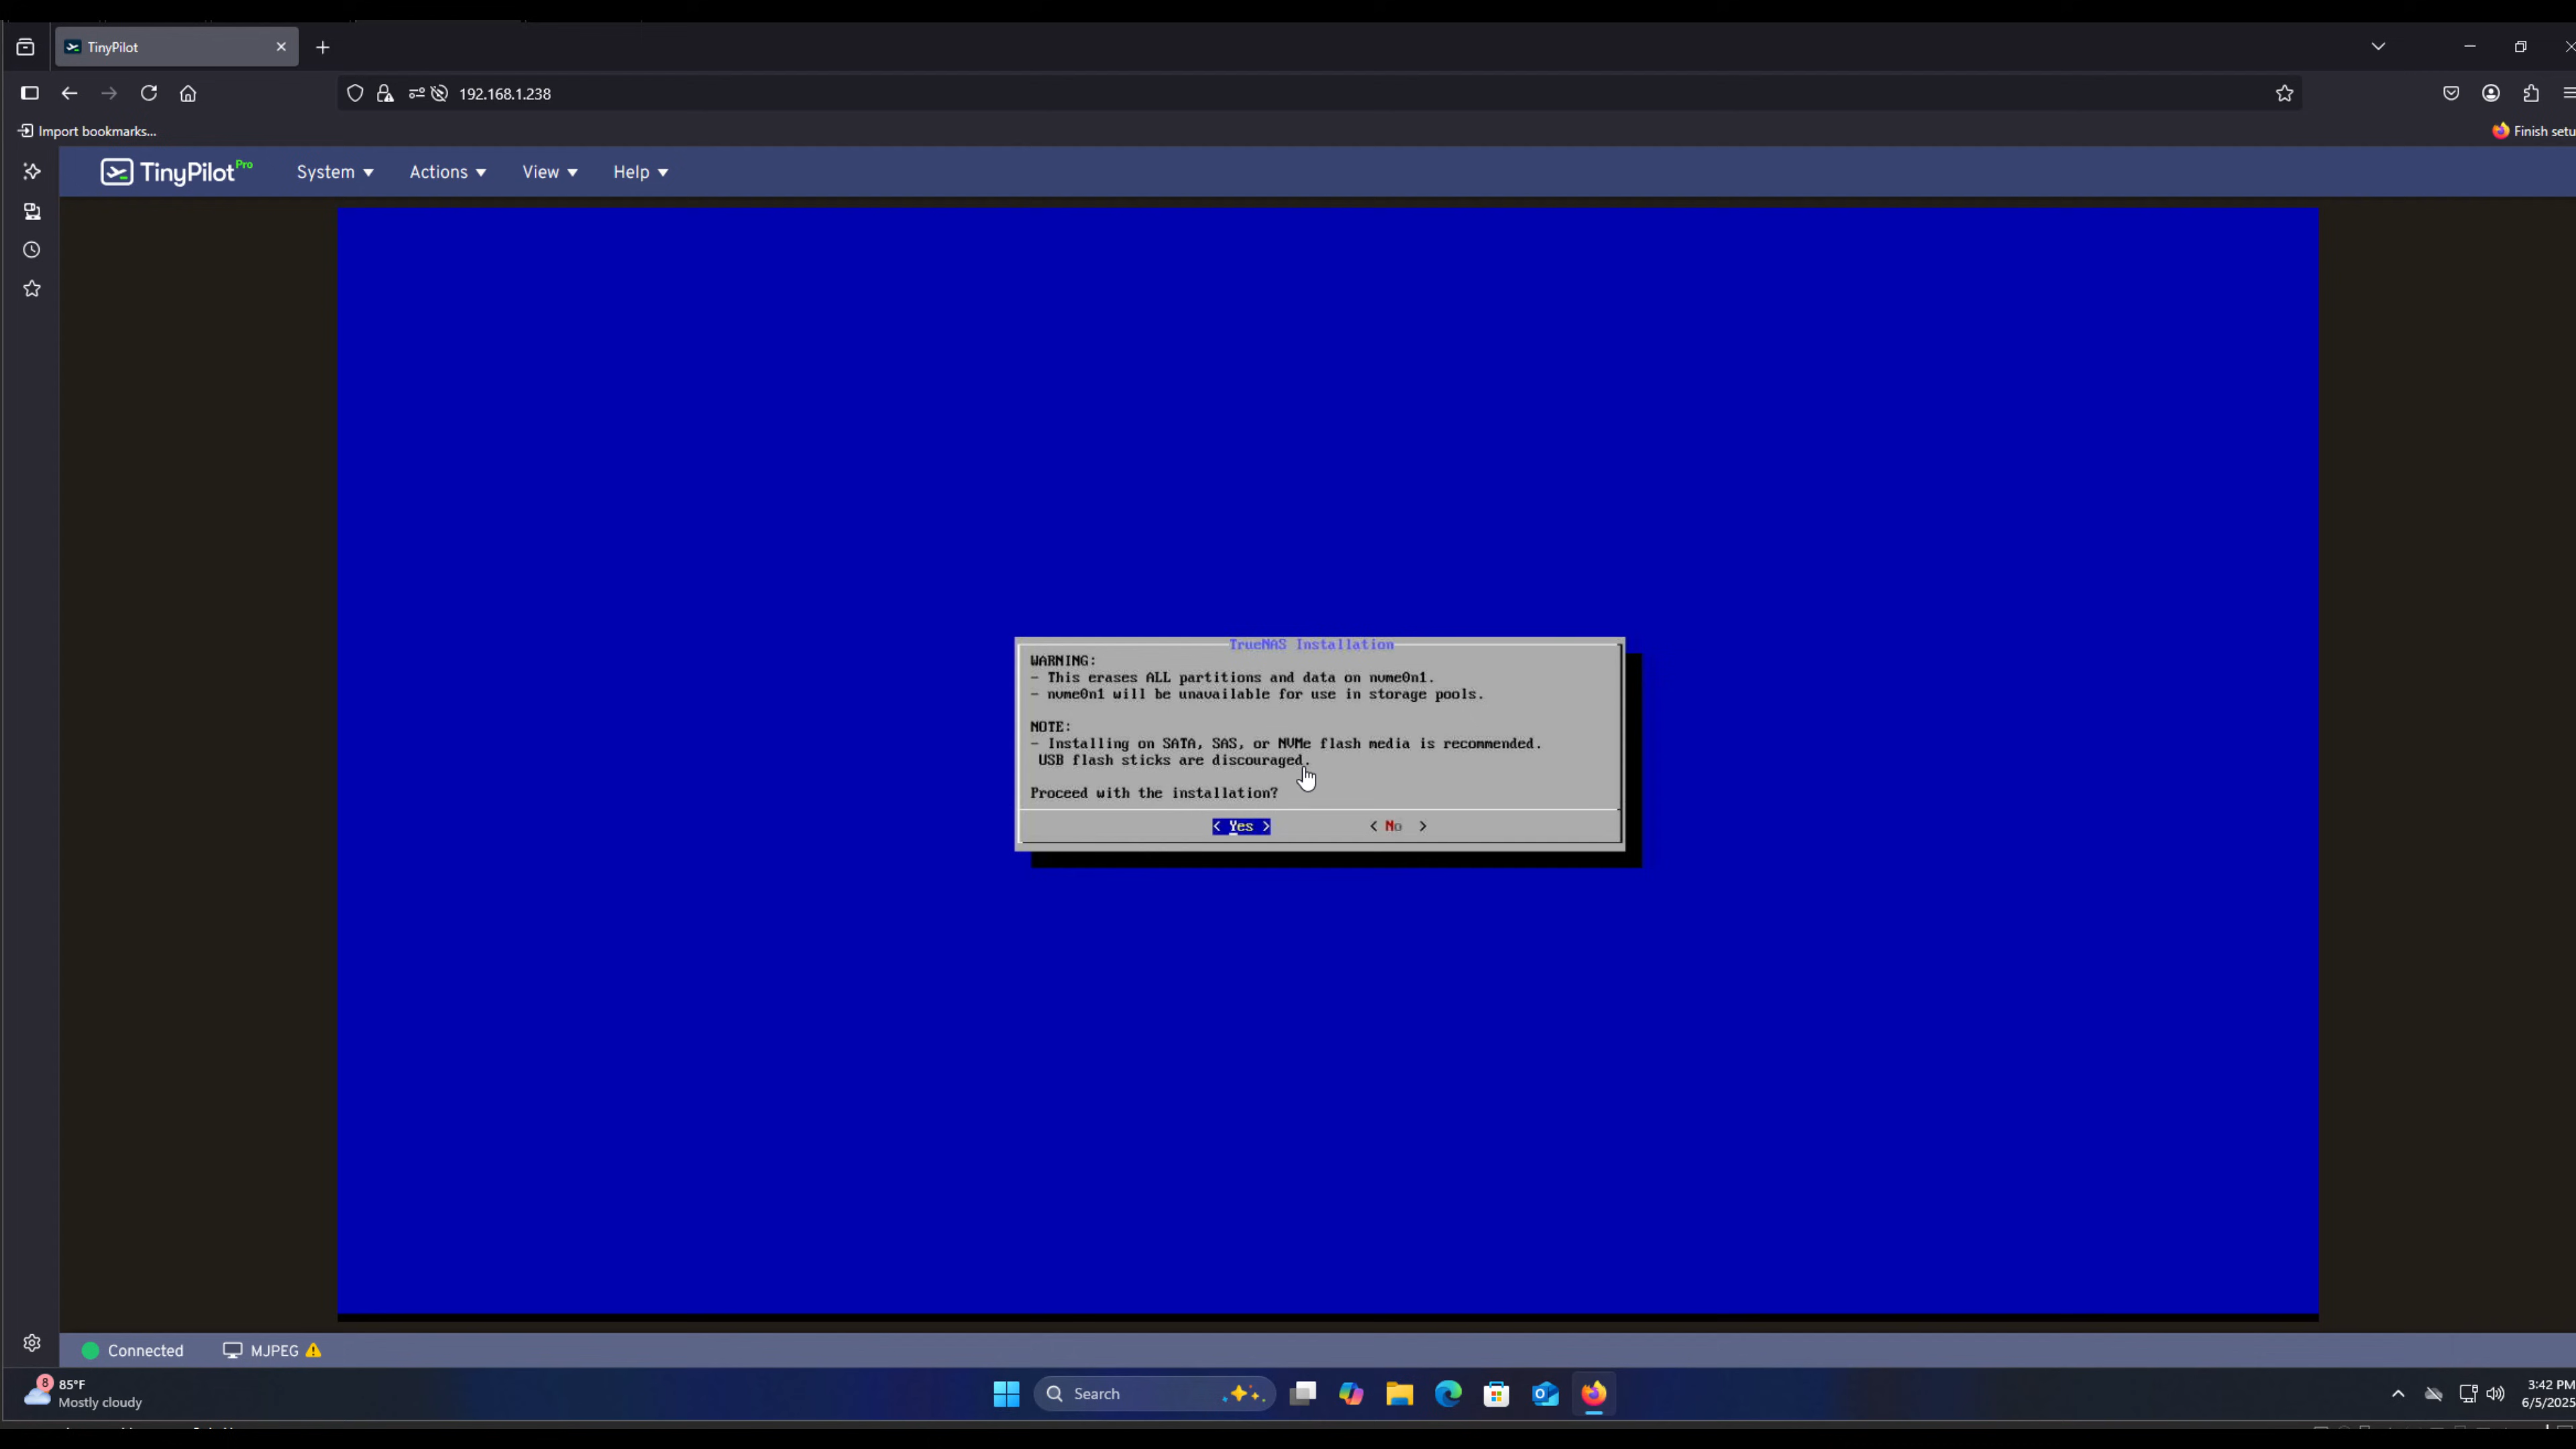 TinyPilot
192.168.1.238
Import bookmarks...
Finish setu
TinyPilot Pro
System
Actions
View
Help
TrueNAS Installation
WARNING:
- This erases ALL partitions and data on nvme0n1.
- nvme0n1 will be unavailable for use in storage pools.
NOTE:
- Installing on SATA, SAS, or NVMe flash media is recommended.
USB flash sticks are discouraged.
Proceed with the installation?
< Yes > < No >
Connected
MJPEG
8
85°F
Mostly cloudy
Search
3:42 PM
6/5/2025